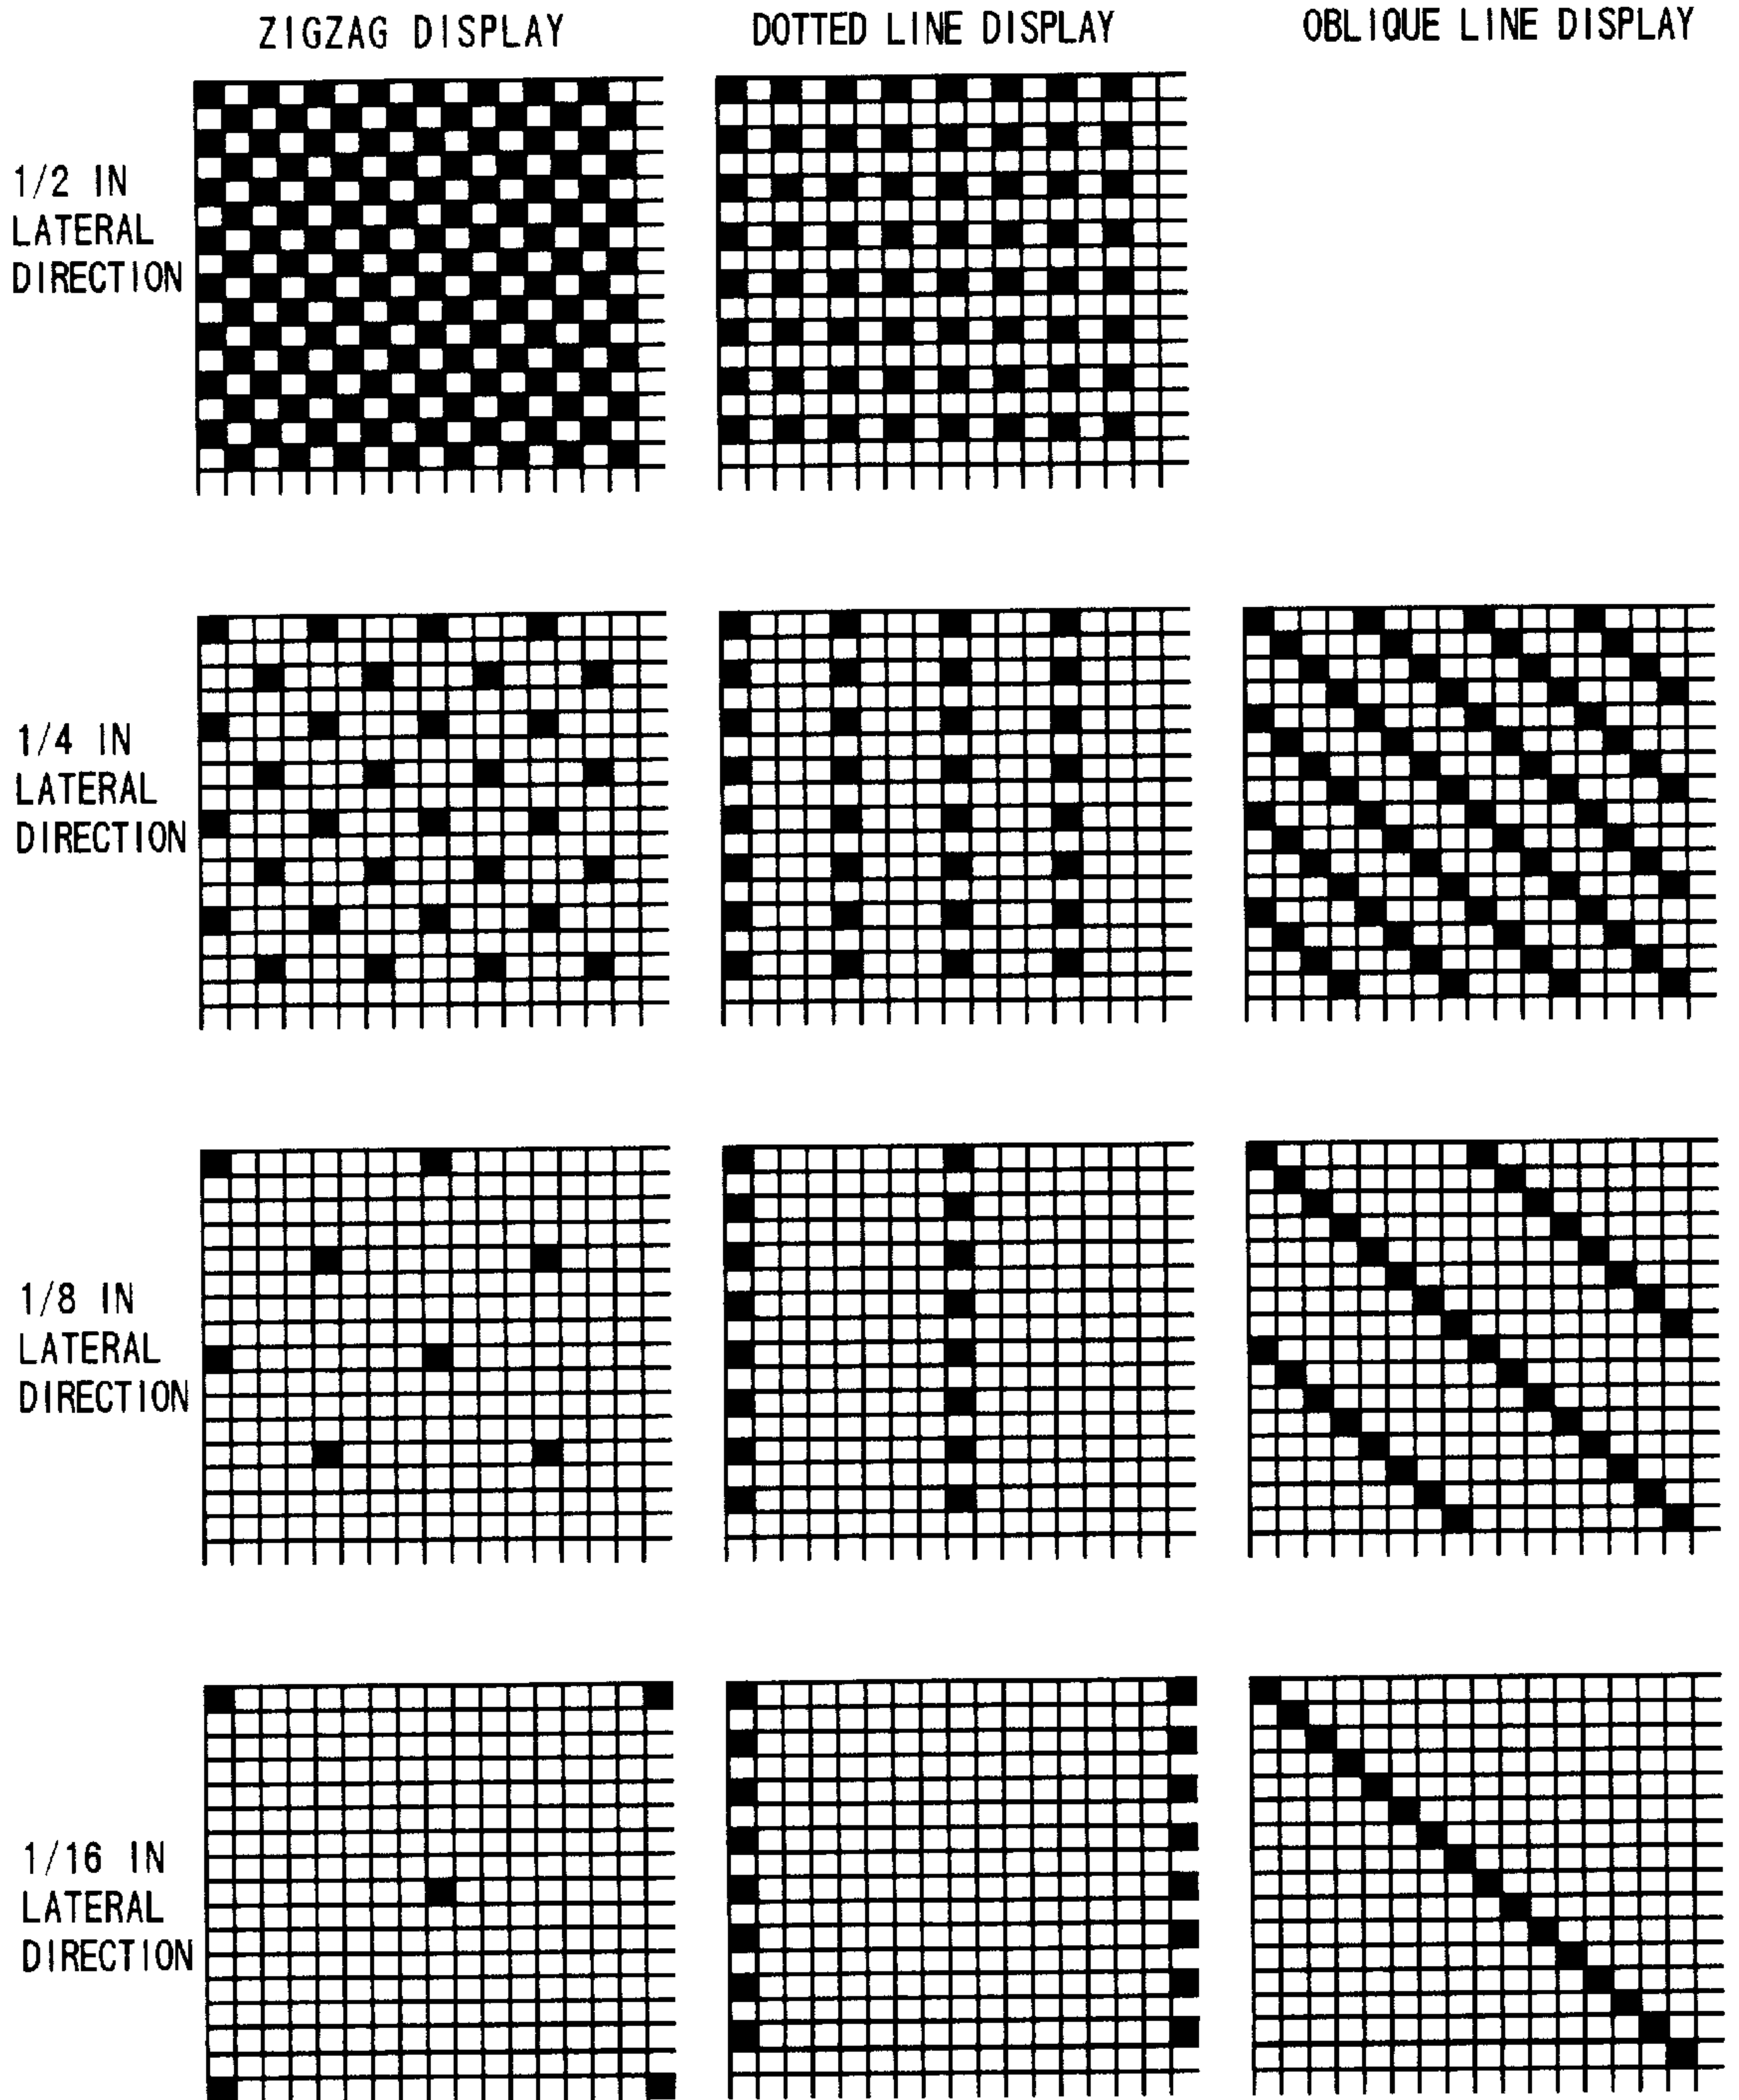 ZIGZAG DISPLAY
DOTTED LINE DISPLAY
OBLIQUE LINE DISPLAY
1/2 IN
LATERAL
DIRECTION
1/4 IN
LATERAL
DIRECTION
1/8 IN
LATERAL
DIRECTION
1/16 IN
LATERAL
DIRECTION